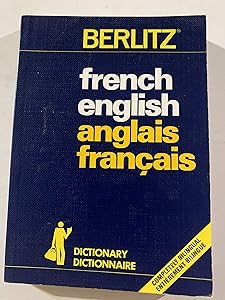 BERLITZ®
french
english
anglais
français
DICTIONARY
DICTIONNAIRE
COMPLETELY BILINGUAL
ENTIÈREMENT BILINGUE